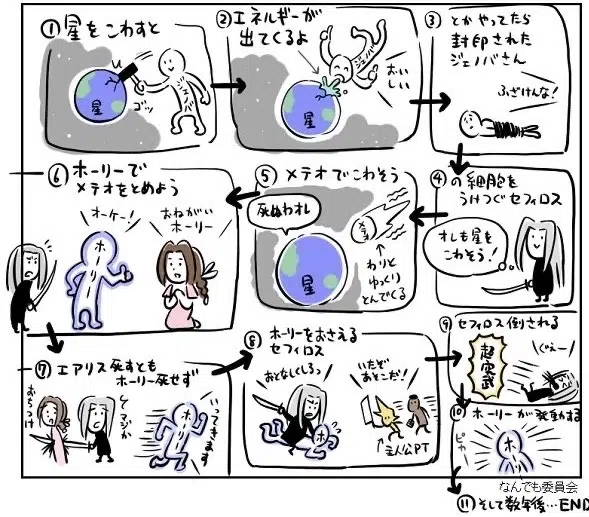 ①星をこわすと
ゴッ
ジェノバ
星
②エネルギーが
出てくるよ
ジェノバ
おいしい
星
③とかやってたら
封印された
ジェノバさん
ふざけんな!
④の細胞を
うけつぐセフィロス
オレも星を
こわそう!
⑤メテオでこわそう
死ぬわオレ
メテオ
星
わりと
ゆっくり
とんでくる
⑥ホーリーで
メテオをとめよう
オーケー!
おねがい
ホーリー
ホーリー
⑦エアリス死すとも
ホーリー死せず
おちつけ
マジか
いってきます
ホーリー
⑧ホーリーをおさえる
セフィロス
おとなしくしろっ
いたぞ
あそこだ!
ホーリー
主人公PT
⑨セフィロス倒される
超究武
ぐえー
⑩ホーリーが発動する
ピカー
ホーリー
なんでも委員会
⑪そして数年後…END